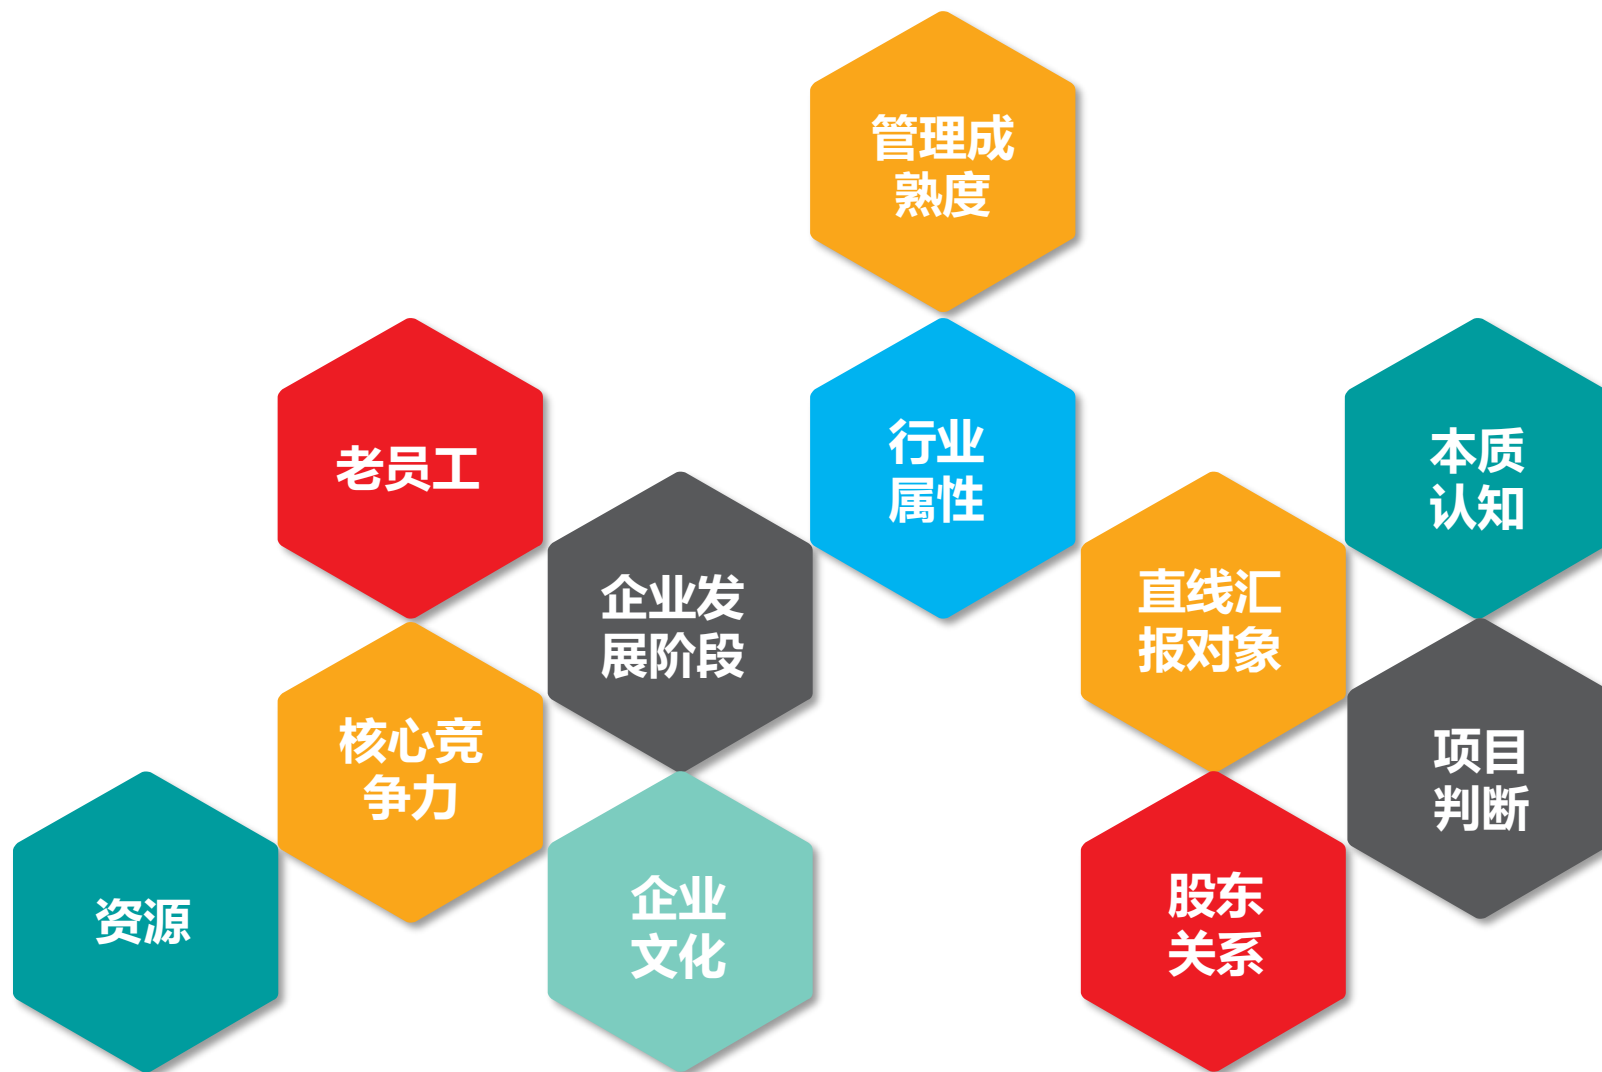 管理成
熟度
老员工
行业
属性
本质
认知
企业发
展阶段
直线汇
报对象
核心竞
争力
项目
判断
资源
企业
文化
股东
关系